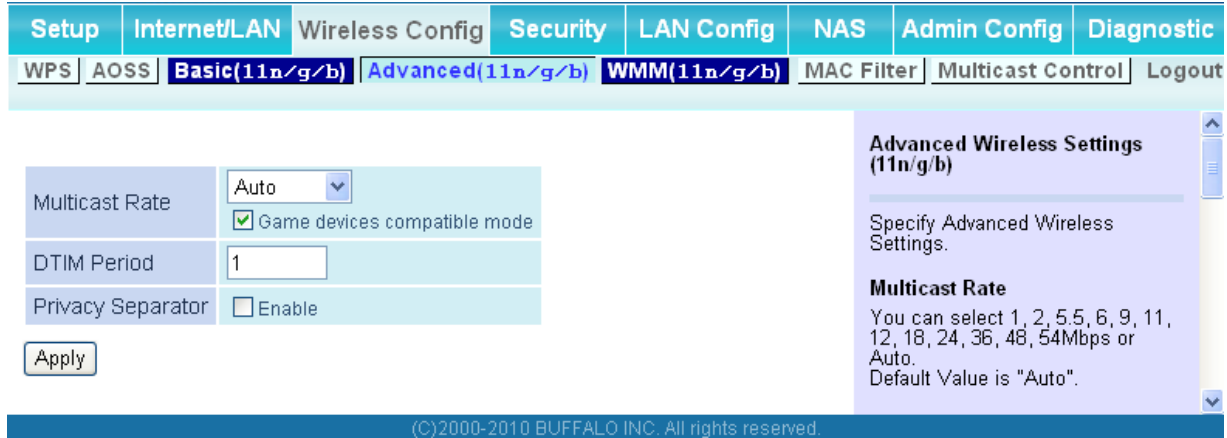 Setup Internet/LAN Wireless Config Security LAN Config NAS Admin Config Diagnostic
WPS AOSS Basic(11n/g/b) Advanced(11n/g/b) WMM(11n/g/b) MAC Filter Multicast Control Logout
Multicast Rate
Auto
Game devices compatible mode
DTIM Period
1
Privacy Separator
Enable
Apply
Advanced Wireless Settings
(11n/g/b)
Specify Advanced Wireless
Settings.
Multicast Rate
You can select 1, 2, 5.5, 6, 9, 11,
12, 18, 24, 36, 48, 54Mbps or
Auto.
Default Value is "Auto".
(C)2000-2010 BUFFALO INC. All rights reserved.